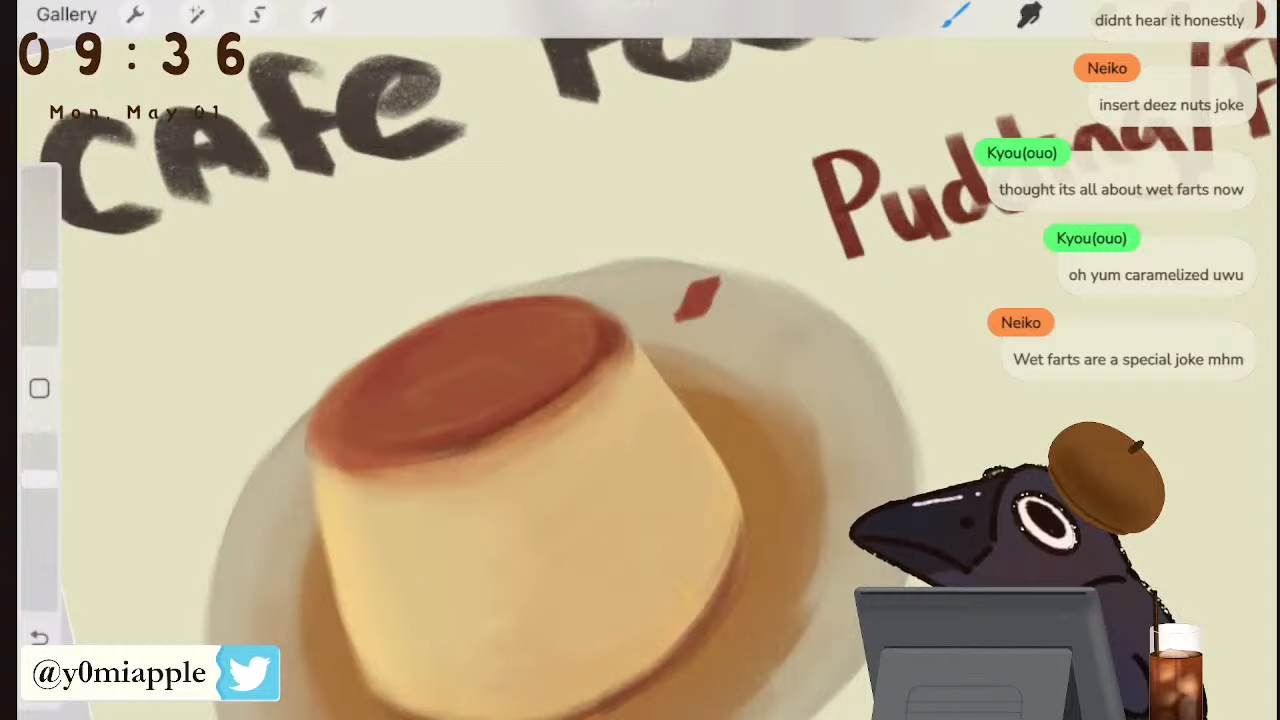 Gallery
09:36
Mon, May 01
Cafe
Pudding/
didnt hear it honestly
Neiko
insert deez nuts joke
Kyou(ouo)
thought its all about wet farts now
Kyou(ouo)
oh yum caramelized uwu
Neiko
Wet farts are a special joke mhm
@y0miapple